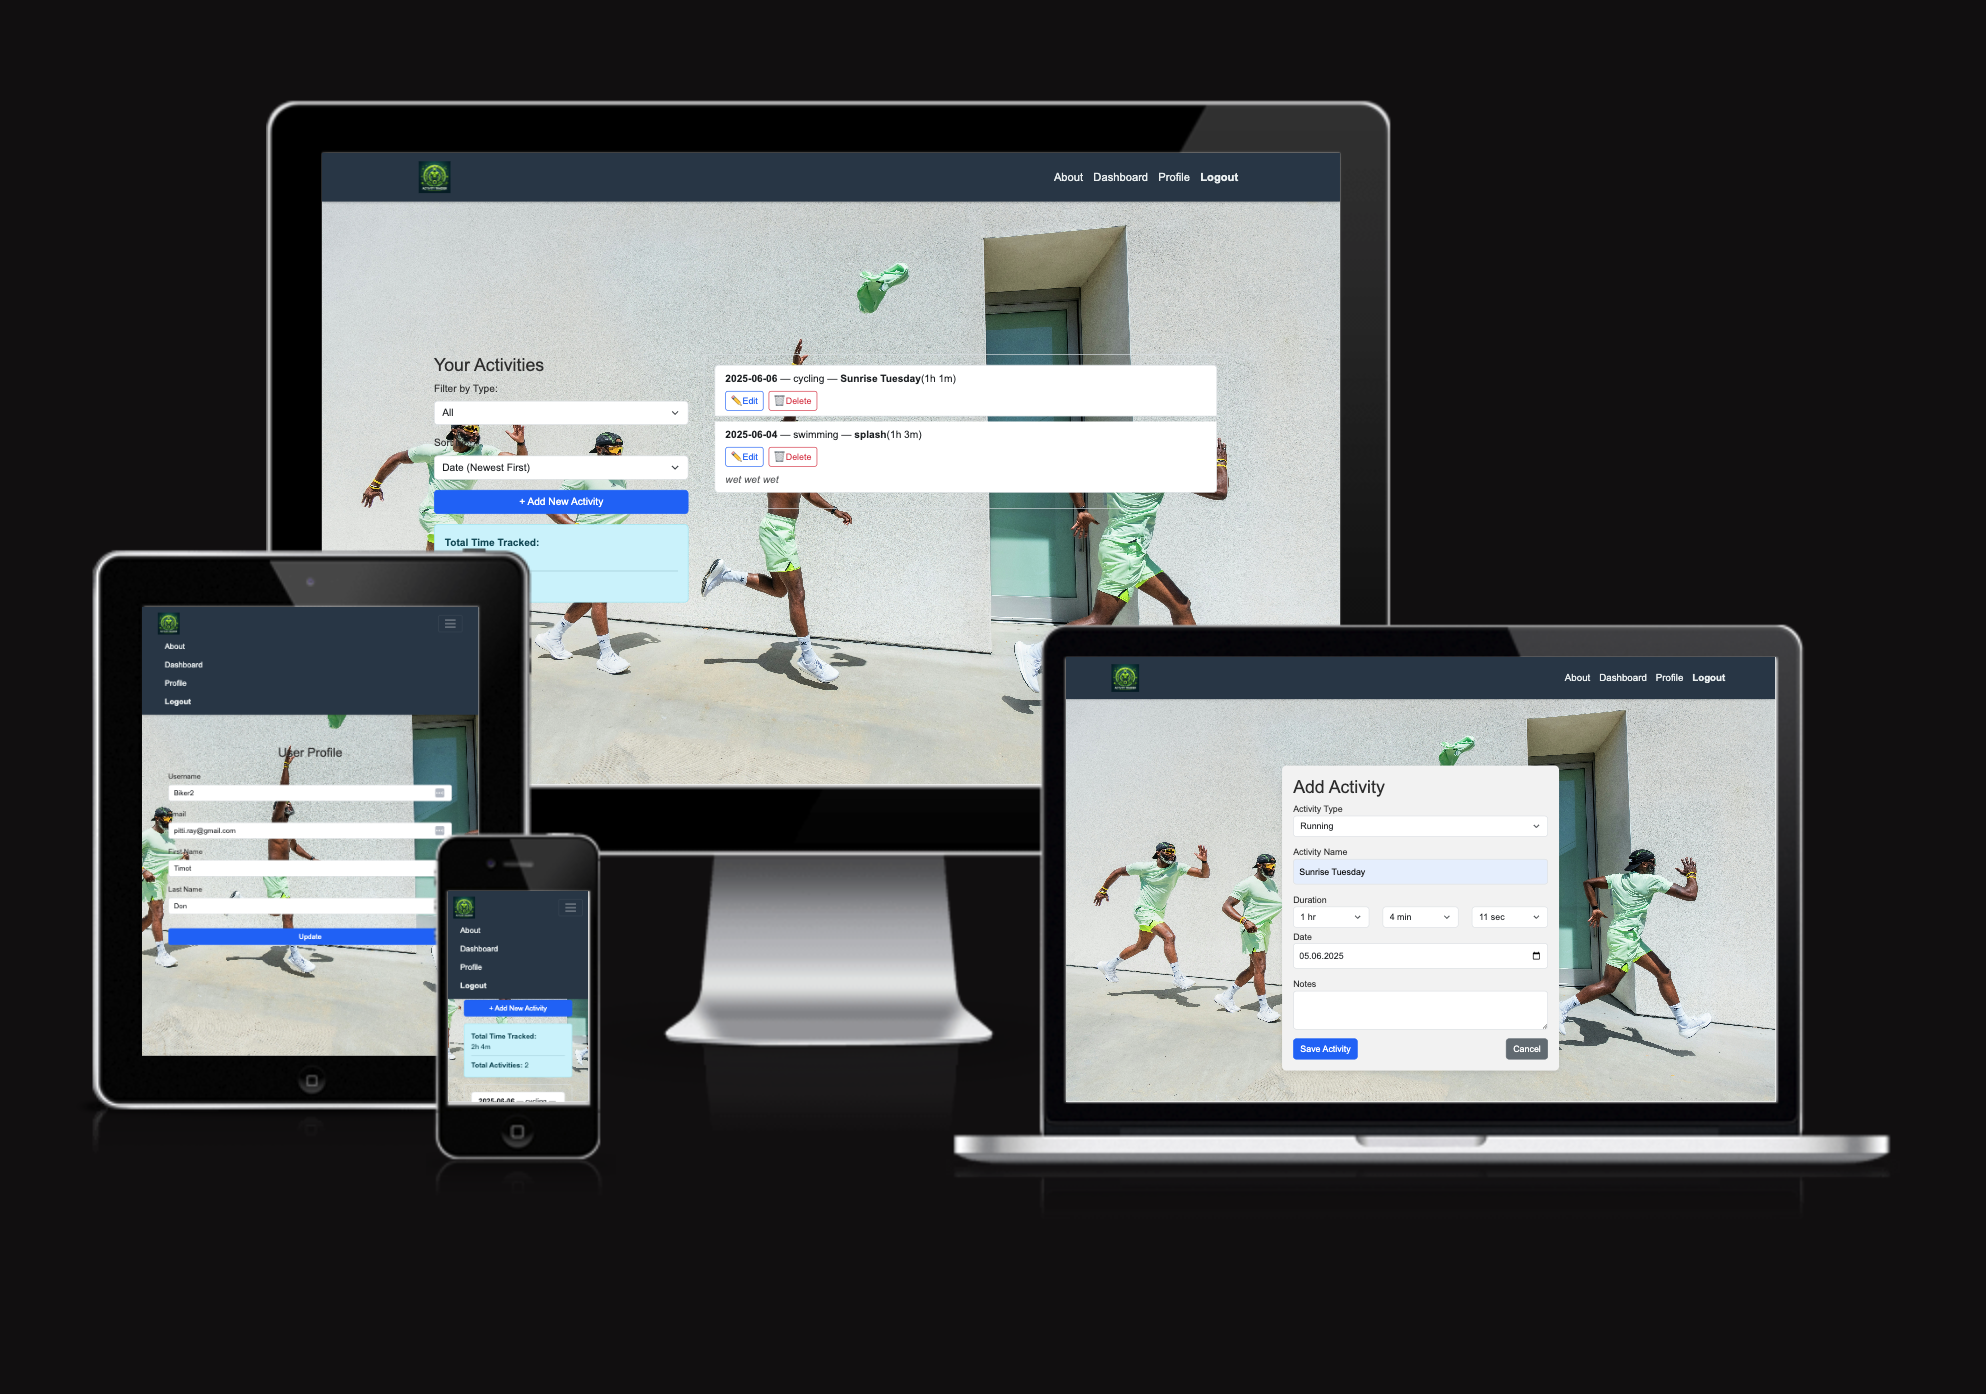 About Dashboard Profile Logout
Your Activities
Filter by Type:
All
Date (Newest First)
+ Add New Activity
Total Time Tracked:
2025-06-06 — cycling — Sunrise Tuesday(1h 1m)
✏️Edit 🗑️Delete
2025-06-04 — swimming — splash(1h 3m)
✏️Edit 🗑️Delete
wet wet wet
About
Dashboard
Profile
Logout
User Profile
Username
Biker2
Email
pitti.ray@gmail.com
First Name
Timot
Last Name
Don
Update
About
Dashboard
Profile
Logout
+ Add New Activity
Total Time Tracked:
2h 4m
Total Activities: 2
2025-06-06 — cycling —
About Dashboard Profile Logout
Add Activity
Activity Type
Running
Activity Name
Sunrise Tuesday
Duration
1 hr 4 min 11 sec
Date
05.06.2025
Notes
Save Activity Cancel